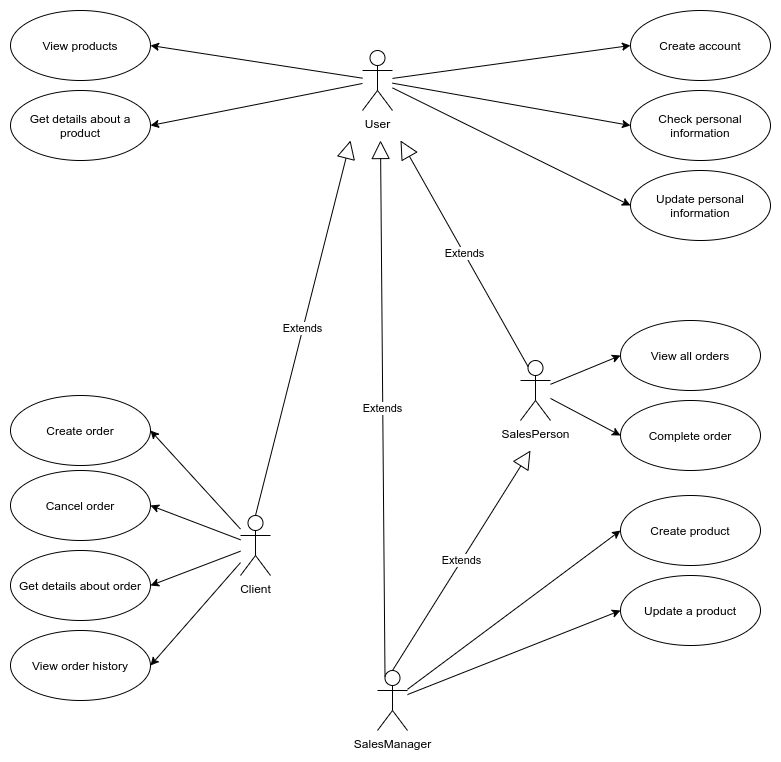 View products
Create account
Get details about a
product
User
Check personal
information
Update personal
information
Extends
Extends
View all orders
Extends
SalesPerson
Create order
Complete order
Cancel order
Create product
Extends
Get details about order
Client
Update a product
View order history
SalesManager